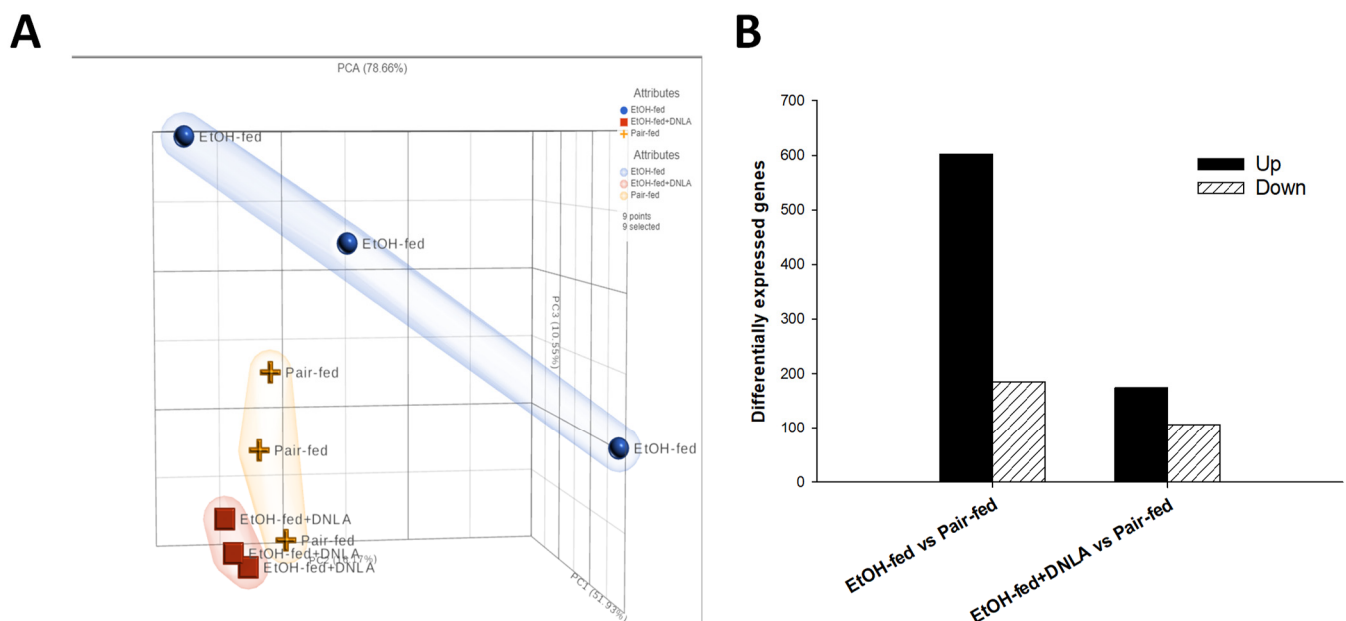 A
PCA (78.66%)
Attributes
EtOH-fed
EtOH-fed+DNLA
Pair-fed
Attributes
EtOH-fed
EtOH-fed+DNLA
Pair-fed
9 points
9 selected
EtOH-fed
EtOH-fed
EtOH-fed
Pair-fed
Pair-fed
Pair-fed
EtOH-fed+DNLA
EtOH-fed+DNLA
EtOH-fed+DNLA
PC3 (10.55%)
PC1 (51.93%)
B
Differentially expressed genes
700
600
500
400
300
200
100
0
Up
Down
EtOH-fed vs Pair-fed
EtOH-fed+DNLA vs Pair-fed